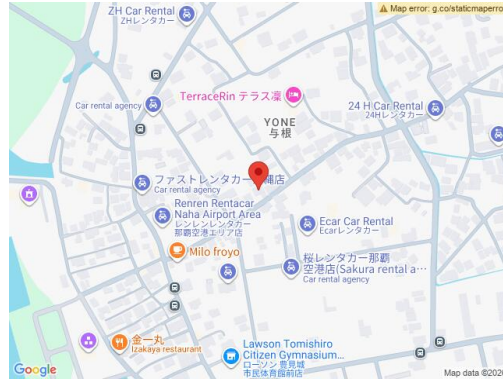 ZH Car Rental
ZHレンタカー
Map error: g.co/staticmaperro
Car rental agency
TerraceRin テラス凜
24 H Car Rental
24Hレンタカー
YONE
与根
ファストレンタカー
縄店
Car rental agency
Renren Rentacar
Naha Airport Area
レンレンレンタカー
那覇空港エリア店
Ecar Car Rental
Ecarレンタカー
Milo froyo
桜レンタカー那覇
空港店(Sakura rental a…
Car rental agency
金一丸
Izakaya restaurant
Lawson Tomishiro
Citizen Gymnasium…
ローソン 豊見城
市民体育館前店
Google
Map data ©2026